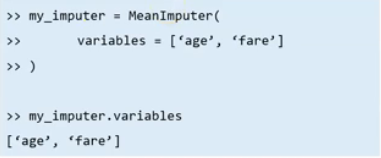 >> my_imputer = MeanImputer(
>>       variables = [‘age’, ‘fare’]
>> )
>> my_imputer.variables
[‘age’, ‘fare’]